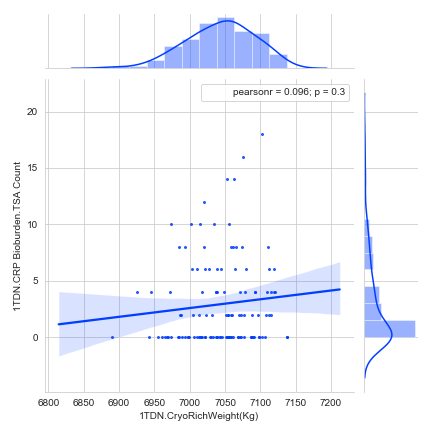 pearsonr = 0.096; p = 0.3
20
15
10
5
0
1TDN.CRP Bioburden.TSA Count
6800 6850 6900 6950 7000 7050 7100 7150 7200
1TDN.CryoRichWeight(Kg)